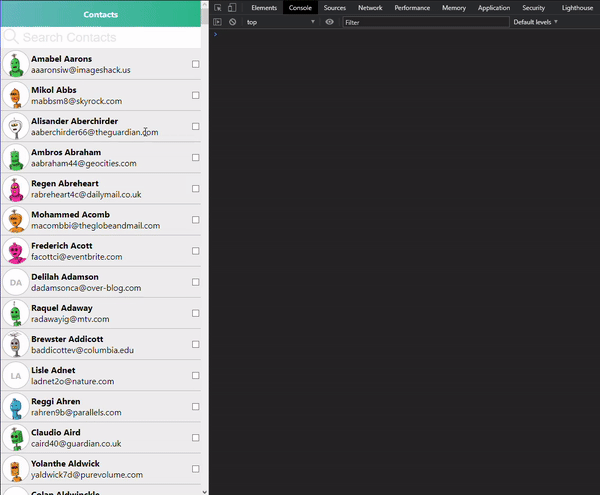 Contacts
Search Contacts
Amabel Aarons
aaaronsiw@imageshack.us
Mikol Abbs
mabbsm8@skyrock.com
Alisander Aberchirder
aaberchirder66@theguardian.com
Ambros Abraham
aabraham44@geocities.com
Regen Abreheart
rabreheart4c@dailymail.co.uk
Mohammed Acomb
macombbi@theglobeandmail.com
Frederich Acott
facottci@eventbrite.com
DA
Delilah Adamson
dadamsonca@over-blog.com
Raquel Adaway
radawayig@mtv.com
Brewster Addicott
baddicottev@columbia.edu
LA
Lisle Adnet
ladnet2o@nature.com
Reggi Ahren
rahren9b@parallels.com
Claudio Aird
caird40@guardian.co.uk
Yolanthe Aldwick
yaldwick7d@purevolume.com
Colan Aldwinckle
Elements Console Sources Network Performance Memory Application Security Lighthouse
top Filter Default levels